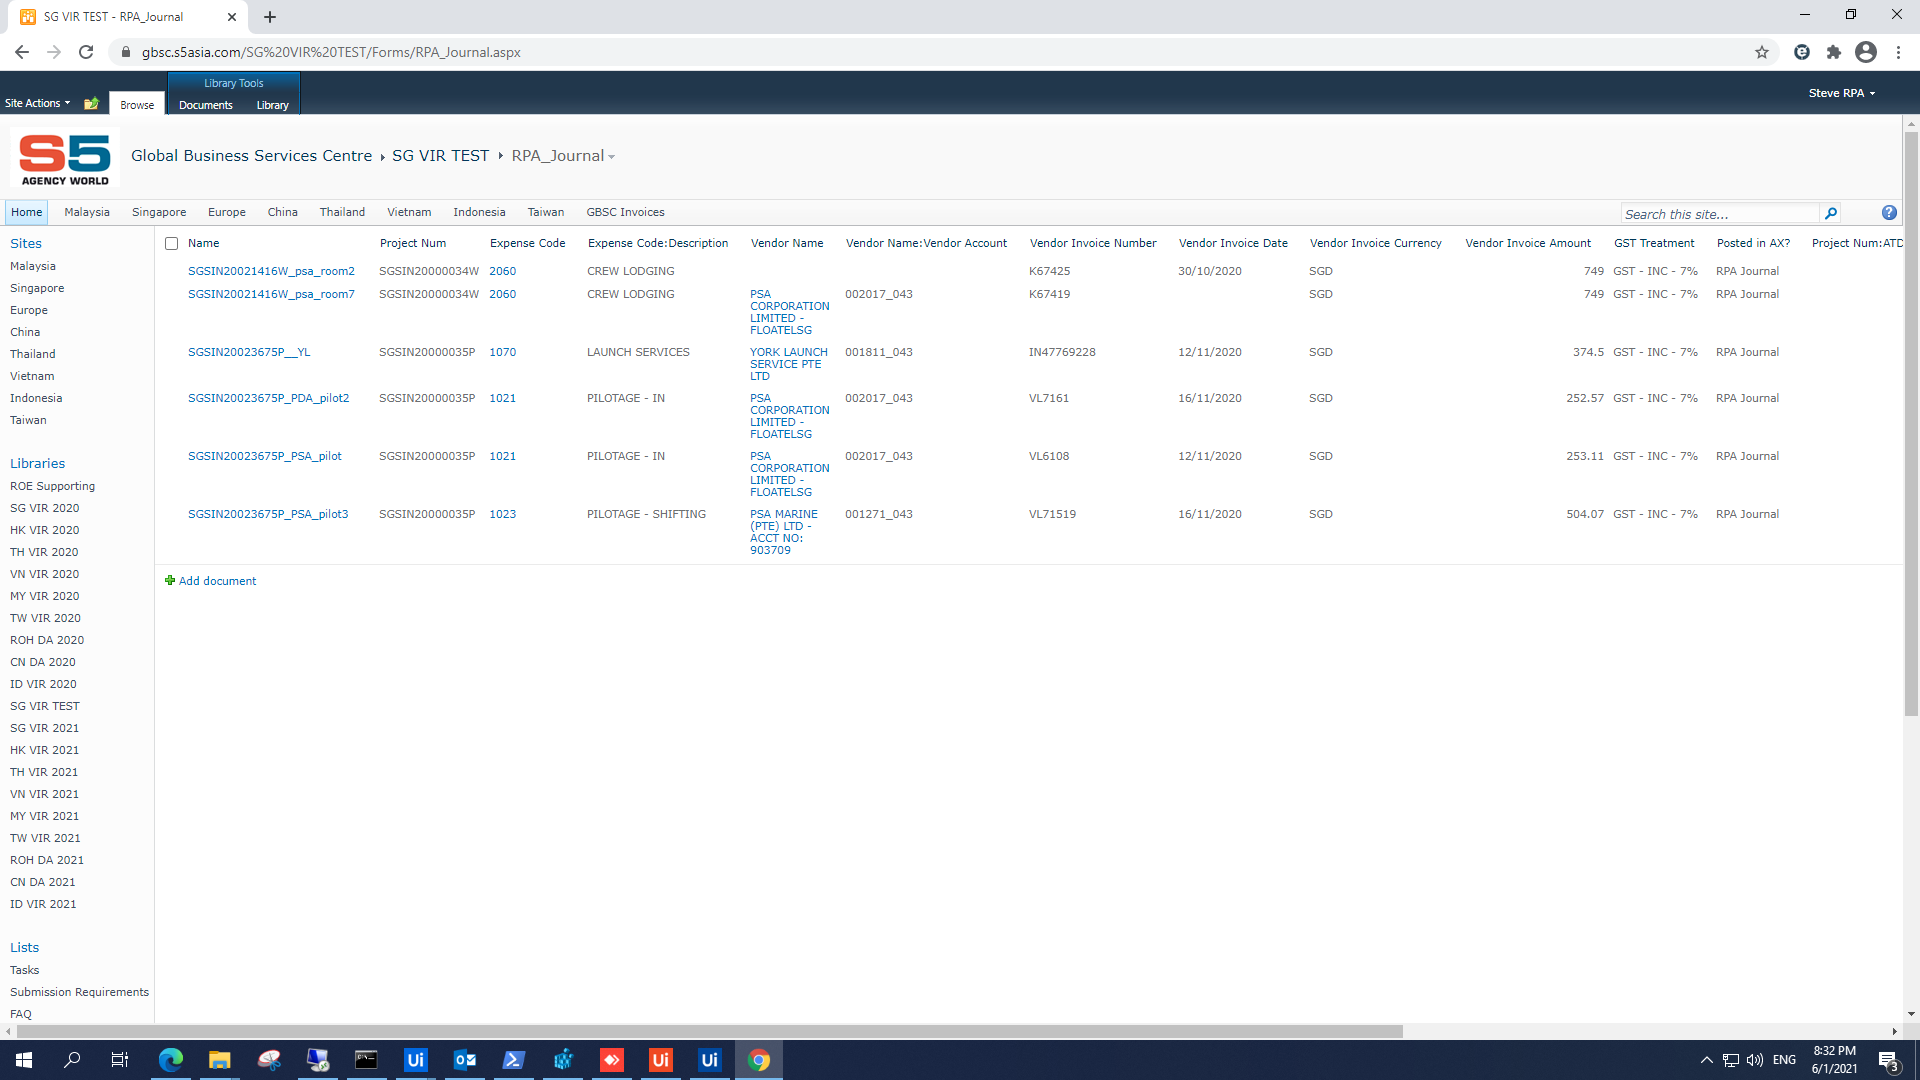 SG VIR TEST - RPA_Journal
gbsc.s5asia.com/SG%20VIR%20TEST/Forms/RPA_Journal.aspx
Library Tools
Site Actions
Browse
Documents
Library
Steve RPA
S5
AGENCY WORLD
Global Business Services Centre
SG VIR TEST
RPA_Journal
Home Malaysia Singapore Europe China Thailand Vietnam Indonesia Taiwan GBSC Invoices
Search this site...
Sites
Malaysia
Singapore
Europe
China
Thailand
Vietnam
Indonesia
Taiwan
Libraries
ROE Supporting
SG VIR 2020
HK VIR 2020
TH VIR 2020
VN VIR 2020
MY VIR 2020
TW VIR 2020
ROH DA 2020
CN DA 2020
ID VIR 2020
SG VIR TEST
SG VIR 2021
HK VIR 2021
TH VIR 2021
VN VIR 2021
MY VIR 2021
TW VIR 2021
ROH DA 2021
CN DA 2021
ID VIR 2021
Lists
Tasks
Submission Requirements
FAQ
Name Project Num Expense Code Expense Code:Description Vendor Name Vendor Name:Vendor Account Vendor Invoice Number Vendor Invoice Date Vendor Invoice Currency Vendor Invoice Amount GST Treatment Posted in AX? Project Num:ATD
SGSIN20021416W_psa_room2 SGSIN20000034W 2060 CREW LODGING K67425 30/10/2020 SGD 749 GST - INC - 7% RPA Journal
SGSIN20021416W_psa_room7 SGSIN20000034W 2060 CREW LODGING PSA 002017_043 K67419 SGD 749 GST - INC - 7% RPA Journal
CORPORATION
LIMITED -
FLOATELSG
SGSIN20023675P__YL SGSIN20000035P 1070 LAUNCH SERVICES YORK LAUNCH 001811_043 IN47769228 12/11/2020 SGD 374.5 GST - INC - 7% RPA Journal
SERVICE PTE
LTD
SGSIN20023675P_PDA_pilot2 SGSIN20000035P 1021 PILOTAGE - IN PSA 002017_043 VL7161 16/11/2020 SGD 252.57 GST - INC - 7% RPA Journal
CORPORATION
LIMITED -
FLOATELSG
SGSIN20023675P_PSA_pilot SGSIN20000035P 1021 PILOTAGE - IN PSA 002017_043 VL6108 12/11/2020 SGD 253.11 GST - INC - 7% RPA Journal
CORPORATION
LIMITED -
FLOATELSG
SGSIN20023675P_PSA_pilot3 SGSIN20000035P 1023 PILOTAGE - SHIFTING PSA MARINE 001271_043 VL71519 16/11/2020 SGD 504.07 GST - INC - 7% RPA Journal
(PTE) LTD -
ACCT NO:
903709
Add document
Ui
Ui
Ui
ENG
8:32 PM
6/1/2021
3